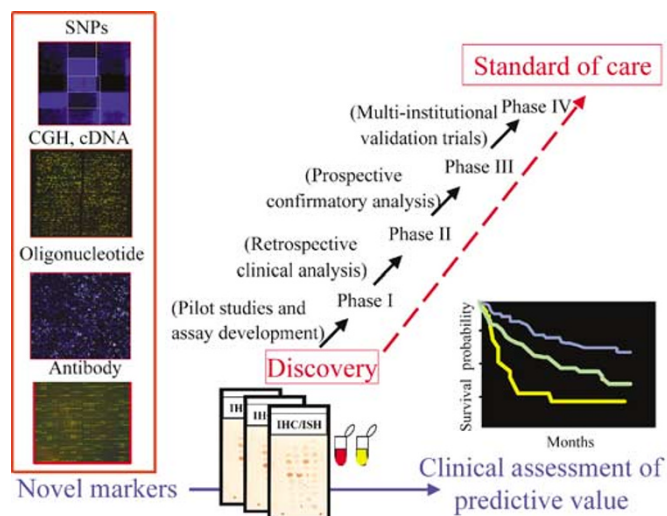 SNPs
CGH, cDNA
Oligonucleotide
Antibody
Novel markers
Standard of care
(Multi-institutional
validation trials)
Phase IV
(Prospective
confirmatory analysis)
Phase III
(Retrospective
clinical analysis)
Phase II
(Pilot studies and
assay development)
Phase I
Discovery
IH
IH
IHC/ISH
Survival probability
Months
Clinical assessment of
predictive value